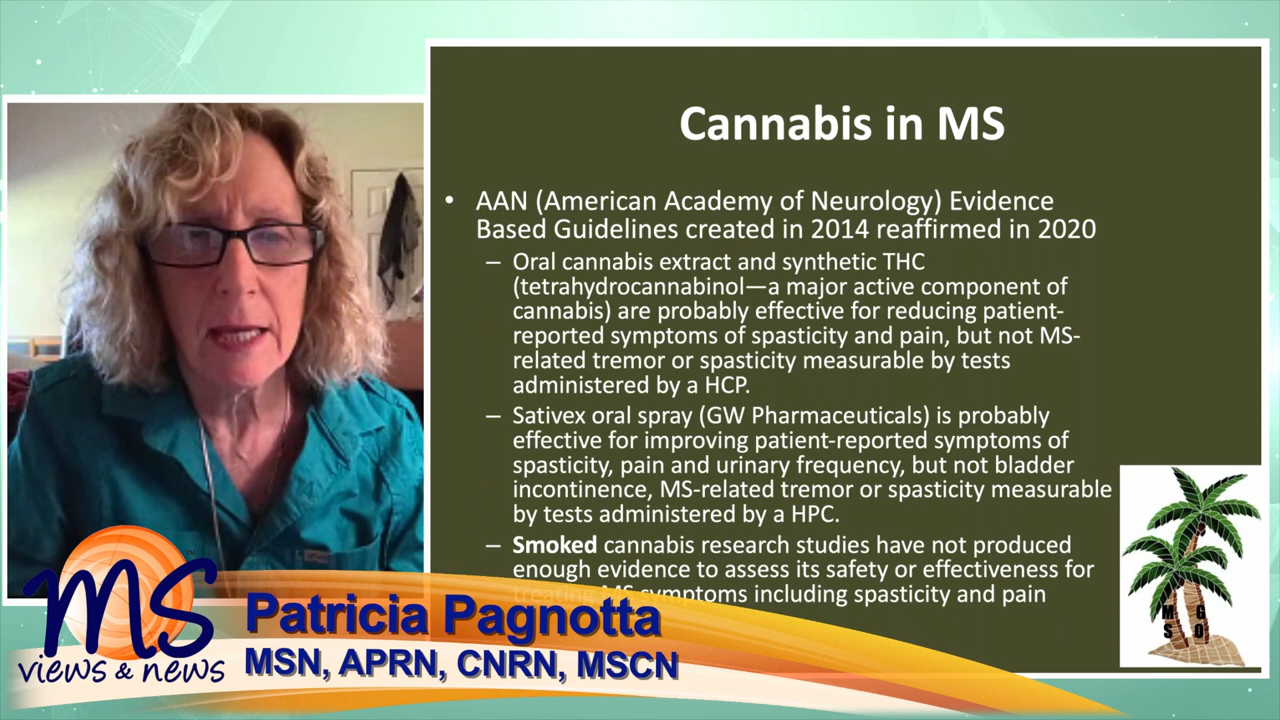 Cannabis in MS
• AAN (American Academy of Neurology) Evidence
Based Guidelines created in 2014 reaffirmed in 2020
– Oral cannabis extract and synthetic THC
(tetrahydrocannabinol—a major active component of
cannabis) are probably effective for reducing patient-
reported symptoms of spasticity and pain, but not MS-
related tremor or spasticity measurable by tests
administered by a HCP.
– Sativex oral spray (GW Pharmaceuticals) is probably
effective for improving patient-reported symptoms of
spasticity, pain and urinary frequency, but not bladder
incontinence, MS-related tremor or spasticity measurable
by tests administered by a HPC.
– Smoked cannabis research studies have not produced
enough evidence to assess its safety or effectiveness for
treating MS symptoms including spasticity and pain
MS
GO
MS
TM
views & news
Patricia Pagnotta
MSN, APRN, CNRN, MSCN